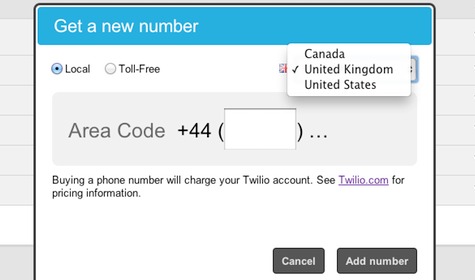 Get a new number
Local Toll-Free
Canada
✓ United Kingdom
United States
Area Code +44 ( ) ...
Buying a phone number will charge your Twilio account. See Twilio.com for
pricing information.
Cancel Add number